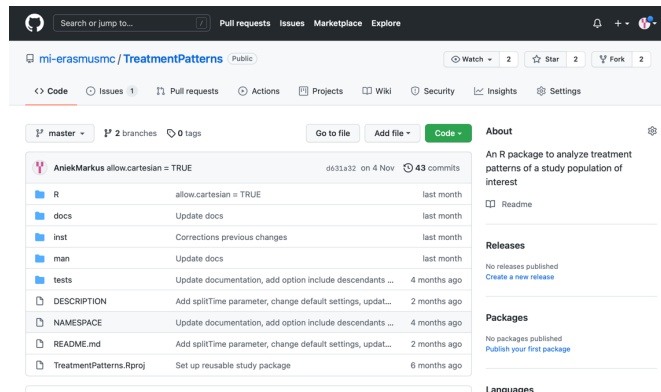 Search or jump to... /
Pull requests Issues Marketplace Explore
mi-erasmusmc / TreatmentPatterns Public
Watch 2 Star 2 Fork 2
Code Issues 1 Pull requests Actions Projects Wiki Security Insights Settings
master 2 branches 0 tags Go to file Add file Code
AniekMarkus allow.cartesian = TRUE d631a32 on 4 Nov 43 commits
R allow.cartesian = TRUE last month
docs Update docs last month
inst Corrections previous changes last month
man Update docs last month
tests Update documentation, add option include descendants ... 4 months ago
DESCRIPTION Add splitTime parameter, change default settings, updat... 2 months ago
NAMESPACE Update documentation, add option include descendants ... 4 months ago
README.md Add splitTime parameter, change default settings, updat... 2 months ago
TreatmentPatterns.Rproj Set up reusable study package 6 months ago
About
An R package to analyze treatment
patterns of a study population of
interest
Readme
Releases
No releases published
Create a new release
Packages
No packages published
Publish your first package
Languages